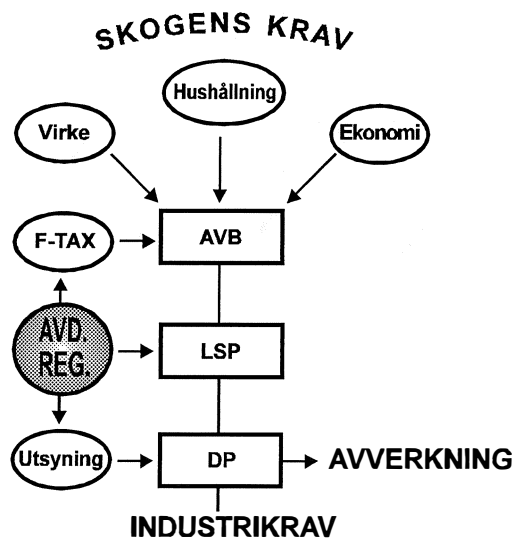 SKOGENS KRAV
Hushållning
Virke
Ekonomi
F-TAX
AVB
AVD.
REG.
LSP
Utsyning
DP
AVVERKNING
INDUSTRIKRAV